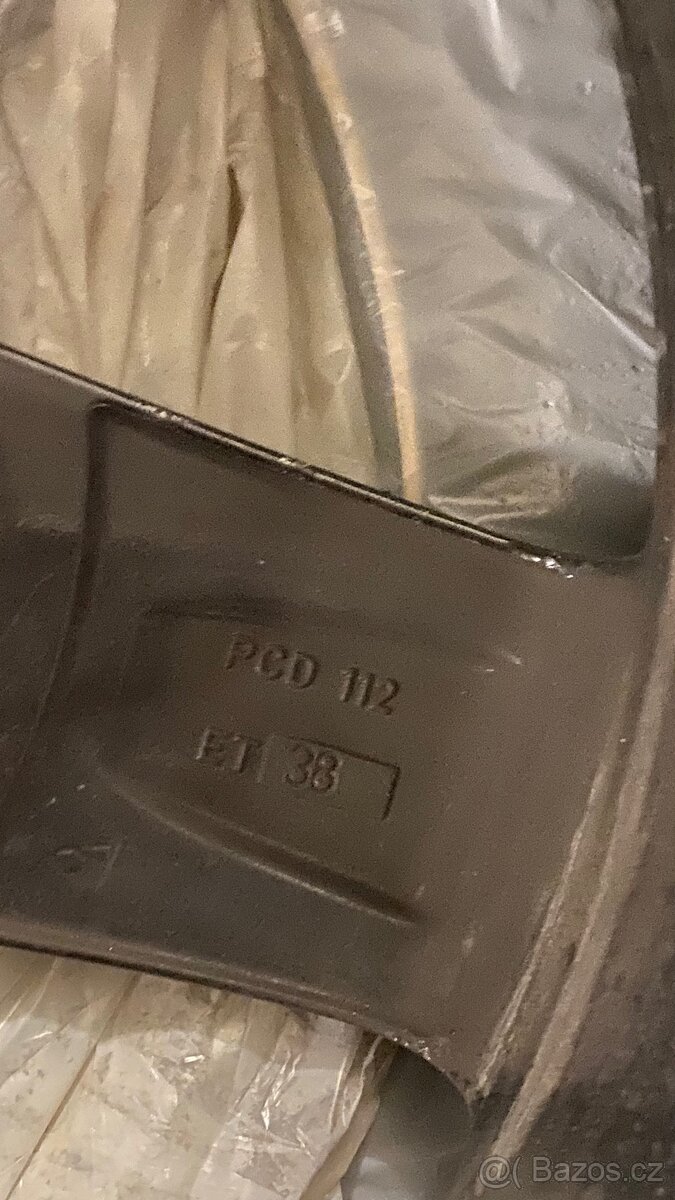 PCD 112
ET 38
@( Bazos.cz